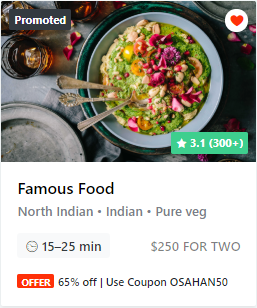 Promoted
3.1 (300+)
Famous Food
North Indian • Indian • Pure veg
15–25 min $250 FOR TWO
OFFER 65% off | Use Coupon OSAHAN50